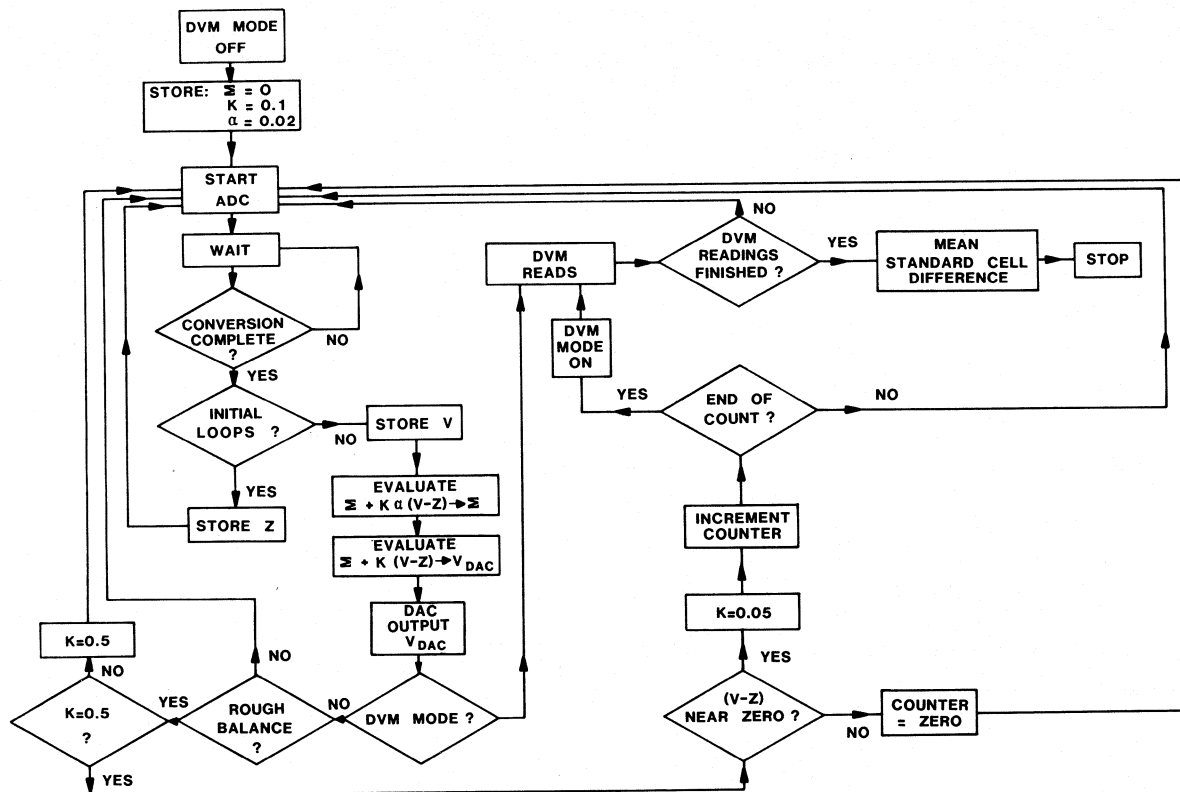 DVM MODE
OFF
STORE: M = 0
K = 0.1
α = 0.02
START
ADC
WAIT
CONVERSION
COMPLETE
?
NO
YES
INITIAL
LOOPS ?
NO
YES
STORE Z
STORE V
EVALUATE
M + K α (V-Z)→M
EVALUATE
M + K (V-Z)→V DAC
DAC
OUTPUT
V DAC
DVM MODE ?
NO
ROUGH
BALANCE
?
NO
YES
K=0.5
?
NO
K=0.5
YES
DVM
READS
DVM
READINGS
FINISHED ?
NO
YES
MEAN
STANDARD CELL
DIFFERENCE
STOP
DVM
MODE
ON
YES
END OF
COUNT ?
NO
INCREMENT
COUNTER
K=0.05
YES
(V-Z)
NEAR ZERO ?
NO
COUNTER
= ZERO